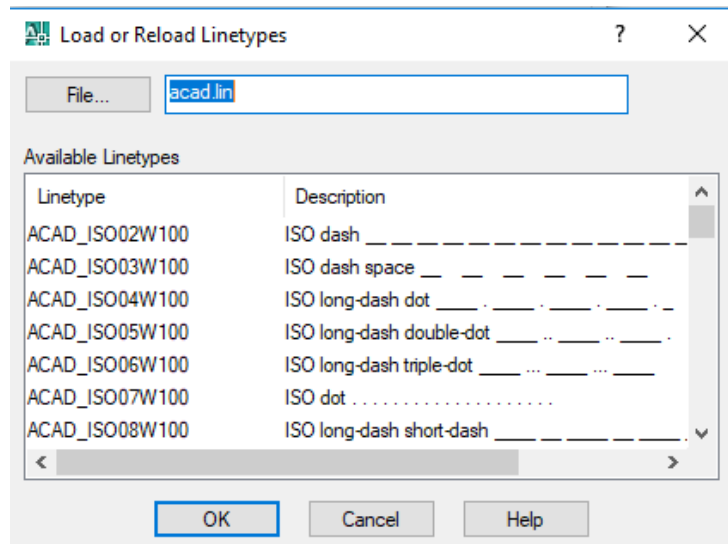 Load or Reload Linetypes ?
File... acad.lin
Available Linetypes
Linetype Description
ACAD_ISO02W100 ISO dash __ __ __ __ __ __ __ __ __ __ __ __ __
ACAD_ISO03W100 ISO dash space __ __ __ __ __ __
ACAD_ISO04W100 ISO long-dash dot ____ . ____ . ____ . ____ . _
ACAD_ISO05W100 ISO long-dash double-dot ____ .. ____ .. ____ .
ACAD_ISO06W100 ISO long-dash triple-dot ____ ... ____ ... ____
ACAD_ISO07W100 ISO dot . . . . . . . . . . . . . . . . . . . .
ACAD_ISO08W100 ISO long-dash short-dash ____ __ ____ __ ____ .
OK Cancel Help